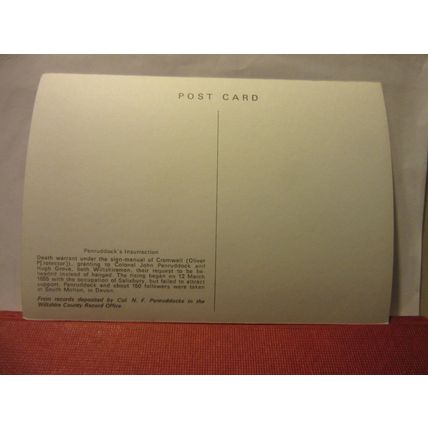 POST CARD
Penruddock's Insurrection
Death warrant under the sign-manual of Cromwell (Oliver
P[rotector]), granting to Colonel John Penruddock and
Hugh Grove, both Wiltshiremen, their request to be be-
headed instead of hanged. The rising began on 12 March
1655 with the occupation of Salisbury, but failed to attract
support. Penruddock and about 150 followers were taken
at South Molton, in Devon.
From records deposited by Col. N. F. Penruddocke in the
Wiltshire County Record Office.